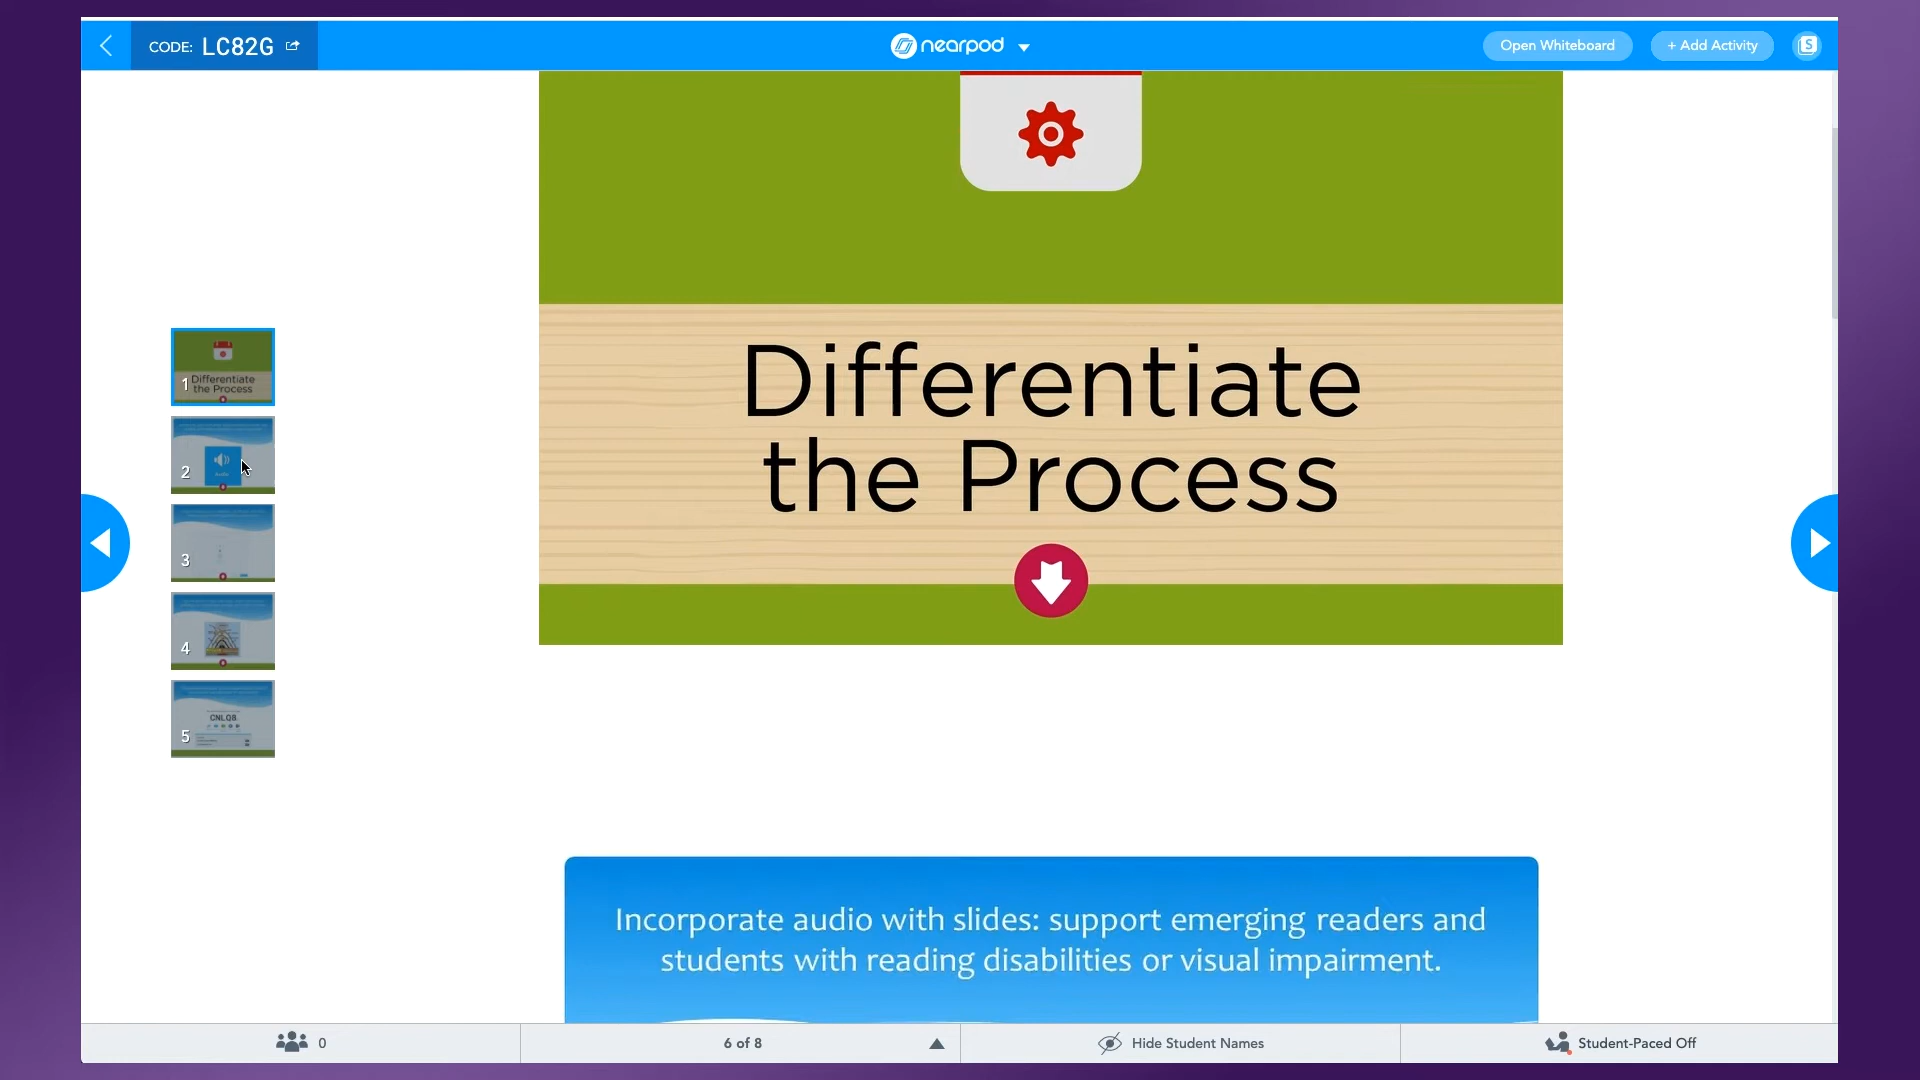 CODE: LC82G
nearpod
Open Whiteboard
+ Add Activity
S
Differentiate
the Process
1 Differentiate
the Process
2
Audio
3
4
5
CNLQB
Incorporate audio with slides: support emerging readers and
students with reading disabilities or visual impairment.
0
6 of 8
Hide Student Names
Student-Paced Off